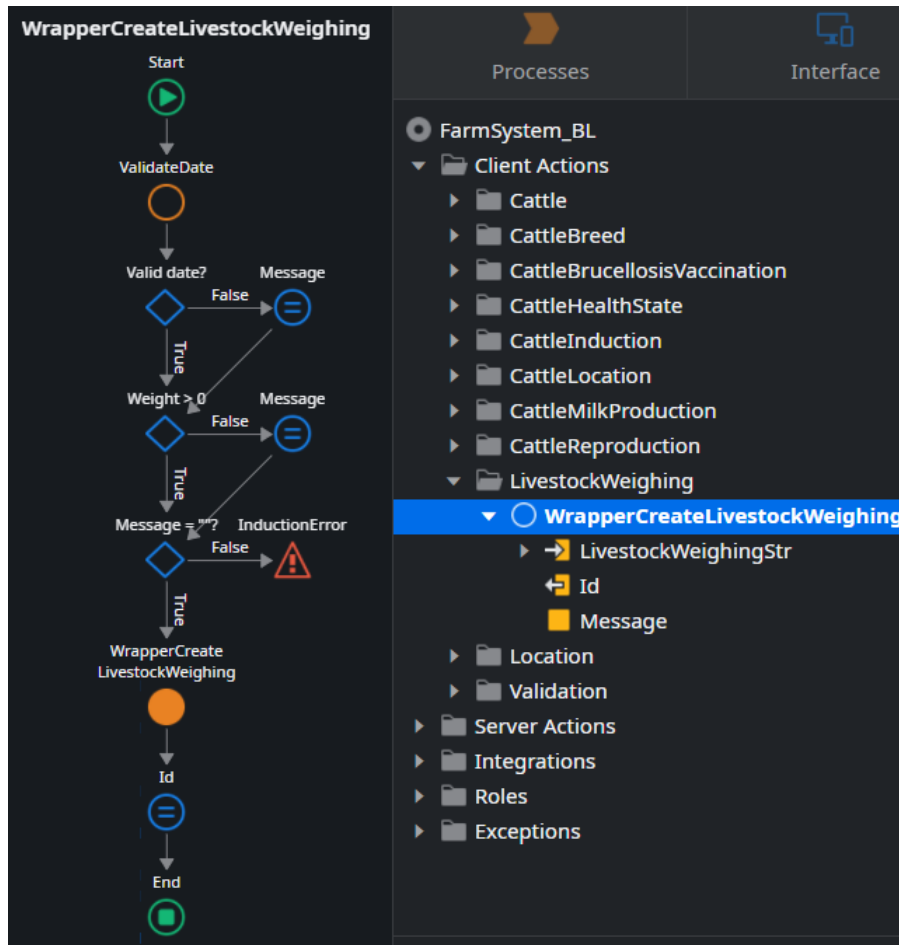 WrapperCreateLivestockWeighing
Start
ValidateDate
Valid date?
False
Message
True
Weight > 0
False
Message
True
Message = ""?
False
InductionError
True
WrapperCreate
LivestockWeighing
Id
End
Processes
Interface
FarmSystem_BL
Client Actions
Cattle
CattleBreed
CattleBrucellosisVaccination
CattleHealthState
CattleInduction
CattleLocation
CattleMilkProduction
CattleReproduction
LivestockWeighing
WrapperCreateLivestockWeighing
LivestockWeighingStr
Id
Message
Location
Validation
Server Actions
Integrations
Roles
Exceptions